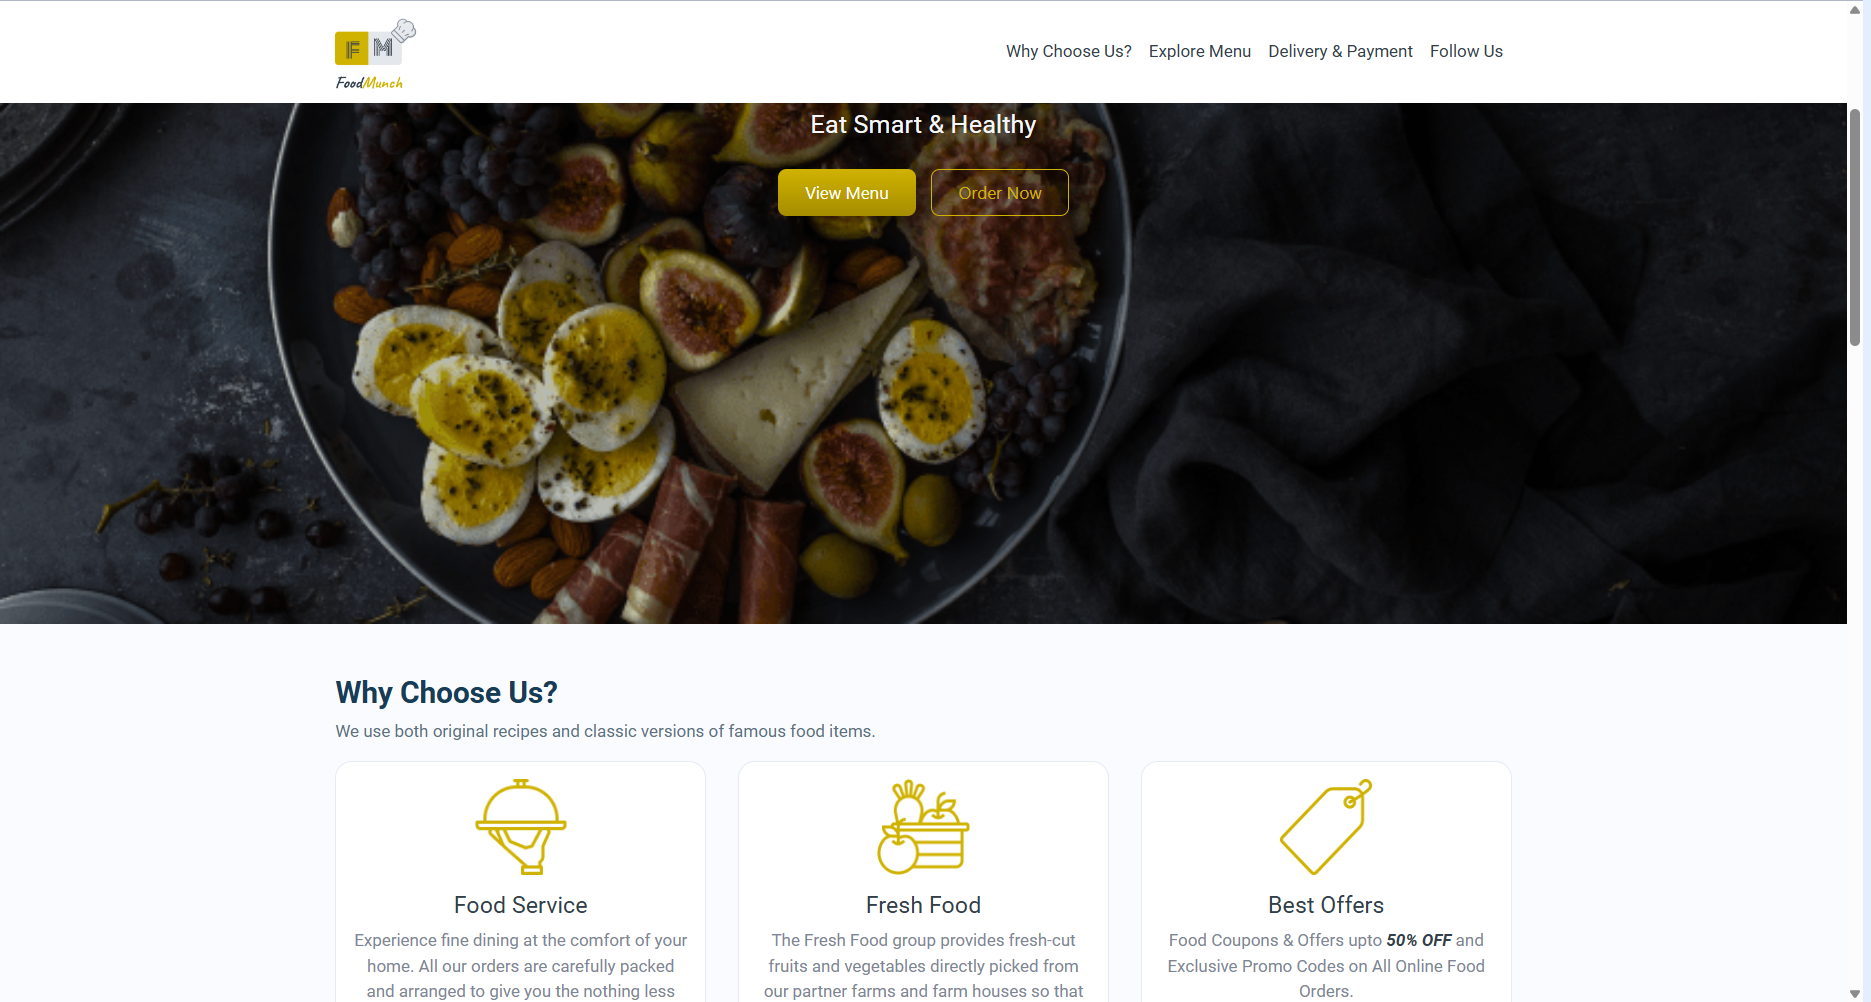 F M
FoodMunch
Why Choose Us? Explore Menu Delivery & Payment Follow Us
Eat Smart & Healthy
View Menu Order Now
Why Choose Us?
We use both original recipes and classic versions of famous food items.
Food Service
Experience fine dining at the comfort of your
home. All our orders are carefully packed
and arranged to give you the nothing less
Fresh Food
The Fresh Food group provides fresh-cut
fruits and vegetables directly picked from
our partner farms and farm houses so that
Best Offers
Food Coupons & Offers upto 50% OFF and
Exclusive Promo Codes on All Online Food
Orders.